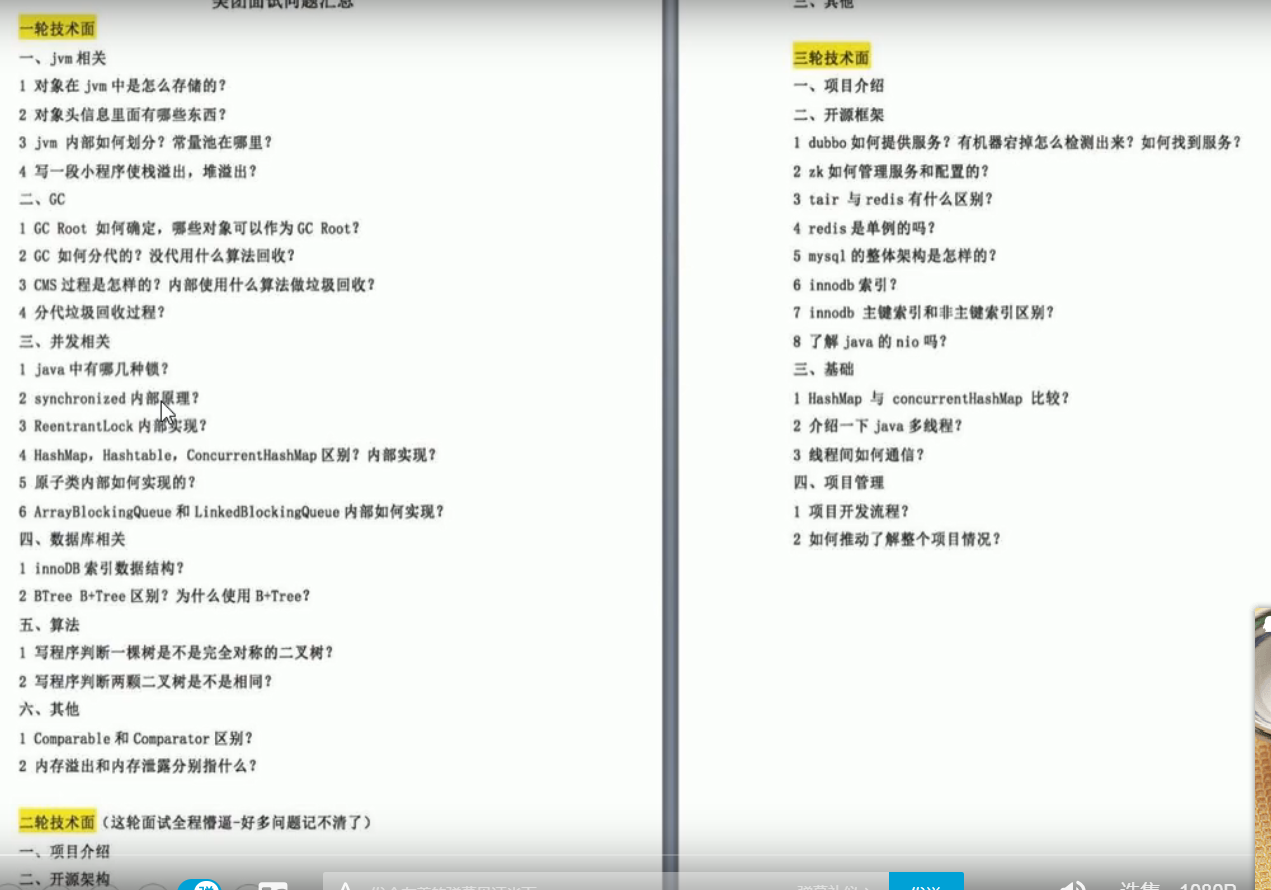 美团面试问题汇总
一轮技术面
一、jvm 相关
1 对象在 jvm 中是怎么存储的？
2 对象头信息里面有哪些东西？
3 jvm 内部如何划分？常量池在哪里？
4 写一段小程序使栈溢出，堆溢出？
二、GC
1 GC Root 如何确定，哪些对象可以作为 GC Root？
2 GC 如何分代的？没代用什么算法回收？
3 CMS 过程是怎样的？内部使用什么算法做垃圾回收？
4 分代垃圾回收过程？
三、并发相关
1 java 中有哪几种锁？
2 synchronized 内部原理？
3 ReentrantLock 内部实现？
4 HashMap，Hashtable，ConcurrentHashMap 区别？内部实现？
5 原子类内部如何实现的？
6 ArrayBlockingQueue 和 LinkedBlockingQueue 内部如何实现？
四、数据库相关
1 innoDB 索引数据结构？
2 BTree B+Tree 区别？为什么使用 B+Tree？
五、算法
1 写程序判断一棵树是不是完全对称的二叉树？
2 写程序判断两颗二叉树是不是相同？
六、其他
1 Comparable 和 Comparator 区别？
2 内存溢出和内存泄露分别指什么？
二轮技术面（这轮面试全程懵逼-好多问题记不清了）
一、项目介绍
二、开源架构
三、其他
三轮技术面
一、项目介绍
二、开源框架
1 dubbo 如何提供服务？有机器宕掉怎么检测出来？如何找到服务？
2 zk 如何管理服务和配置的？
3 tair 与 redis 有什么区别？
4 redis 是单例的吗？
5 mysql 的整体架构是怎样的？
6 innodb 索引？
7 innodb 主键索引和非主键索引区别？
8 了解 java 的 nio 吗？
三、基础
1 HashMap 与 concurrentHashMap 比较？
2 介绍一下 java 多线程？
3 线程间如何通信？
四、项目管理
1 项目开发流程？
2 如何推动了解整个项目情况？
弹
选集 1080P